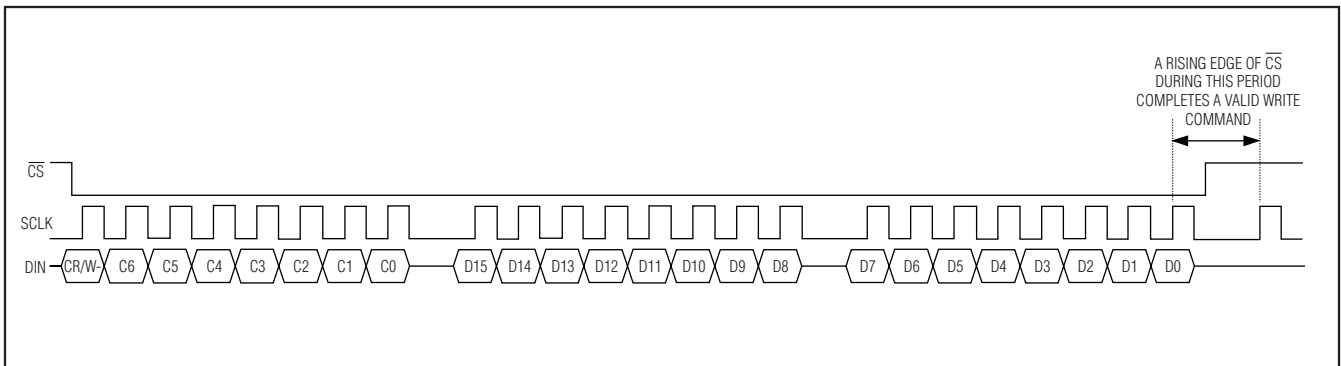 A RISING EDGE OF CS
DURING THIS PERIOD
COMPLETES A VALID WRITE
COMMAND
CS
SCLK
DIN CR/W- C6 C5 C4 C3 C2 C1 C0 D15 D14 D13 D12 D11 D10 D9 D8 D7 D6 D5 D4 D3 D2 D1 D0